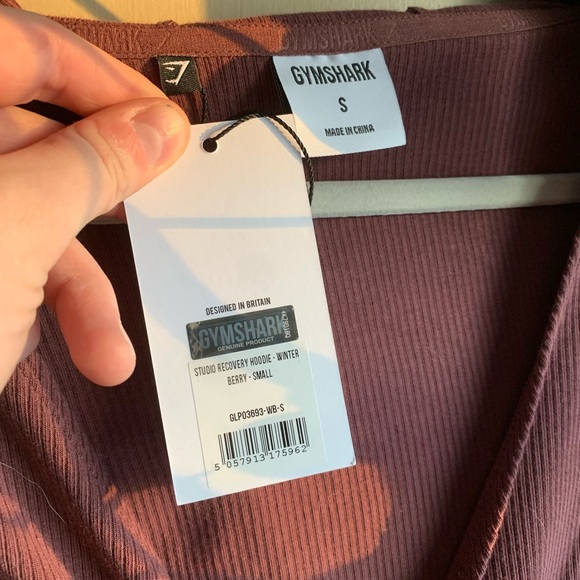 GYMSHARK
GYMSHARK
S
MADE IN CHINA
DESIGNED IN BRITAIN
GYMSHARK
GENUINE PRODUCT
STUDIO RECOVERY HOODIE - WINTER
BERRY - SMALL
GLP03693-WB-S
5 057913 175962